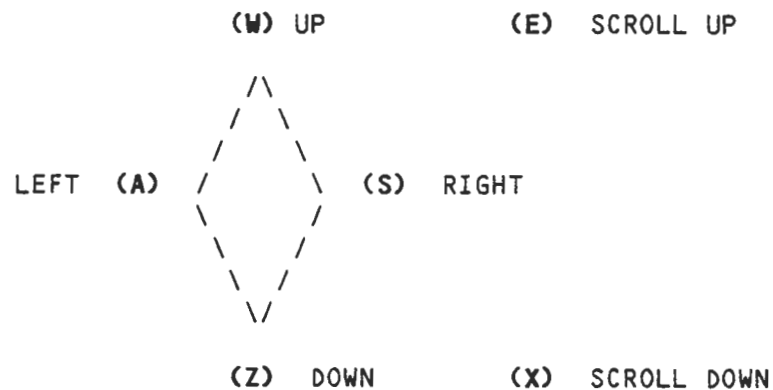 (W) UP (E) SCROLL UP
LEFT (A) (S) RIGHT
(Z) DOWN (X) SCROLL DOWN